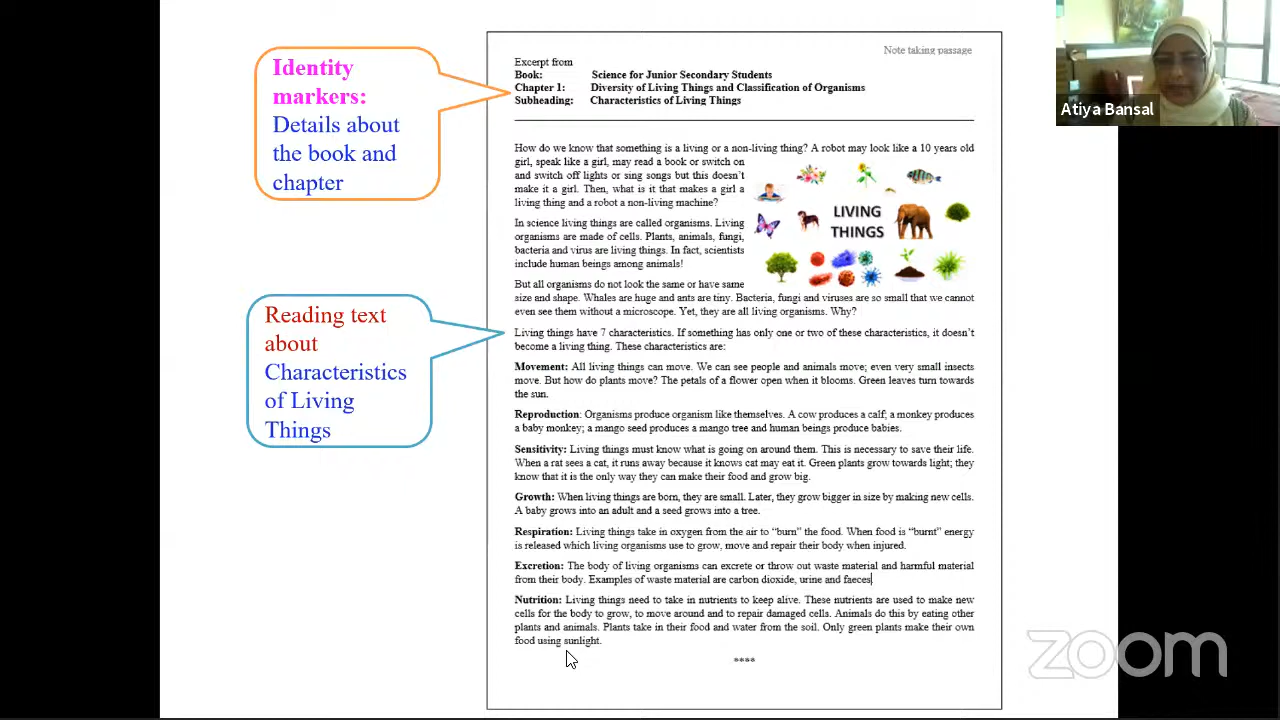 Identity
markers:
Details about
the book and
chapter
Reading text
about
Characteristics
of Living
Things
Note taking passage
Excerpt from
Book: Science for Junior Secondary Students
Chapter 1: Diversity of Living Things and Classification of Organisms
Subheading: Characteristics of Living Things
How do we know that something is a living or a non-living thing? A robot may look like a 10 years old
girl, speak like a girl, may read a book or switch on
and switch off lights or sing songs but this doesn't
make it a girl. Then, what is it that makes a girl a
living thing and a robot a non-living machine?
In science living things are called organisms. Living
organisms are made of cells. Plants, animals, fungi,
bacteria and virus are living things. In fact, scientists
include human beings among animals!
LIVING
THINGS
But all organisms do not look the same or have same
size and shape. Whales are huge and ants are tiny. Bacteria, fungi and viruses are so small that we cannot
even see them without a microscope. Yet, they are all living organisms. Why?
Living things have 7 characteristics. If something has only one or two of these characteristics, it doesn't
become a living thing. These characteristics are:
Movement: All living things can move. We can see people and animals move; even very small insects
move. But how do plants move? The petals of a flower open when it blooms. Green leaves turn towards
the sun.
Reproduction: Organisms produce organism like themselves. A cow produces a calf; a monkey produces
a baby monkey; a mango seed produces a mango tree and human beings produce babies.
Sensitivity: Living things must know what is going on around them. This is necessary to save their life.
When a rat sees a cat, it runs away because it knows cat may eat it. Green plants grow towards light; they
know that it is the only way they can make their food and grow big.
Growth: When living things are born, they are small. Later, they grow bigger in size by making new cells.
A baby grows into an adult and a seed grows into a tree.
Respiration: Living things take in oxygen from the air to "burn" the food. When food is "burnt" energy
is released which living organisms use to grow, move and repair their body when injured.
Excretion: The body of living organisms can excrete or throw out waste material and harmful material
from their body. Examples of waste material are carbon dioxide, urine and faeces
Nutrition: Living things need to take in nutrients to keep alive. These nutrients are used to make new
cells for the body to grow, to move around and to repair damaged cells. Animals do this by eating other
plants and animals. Plants take in their food and water from the soil. Only green plants make their own
food using sunlight.
****
Atiya Bansal
zoom